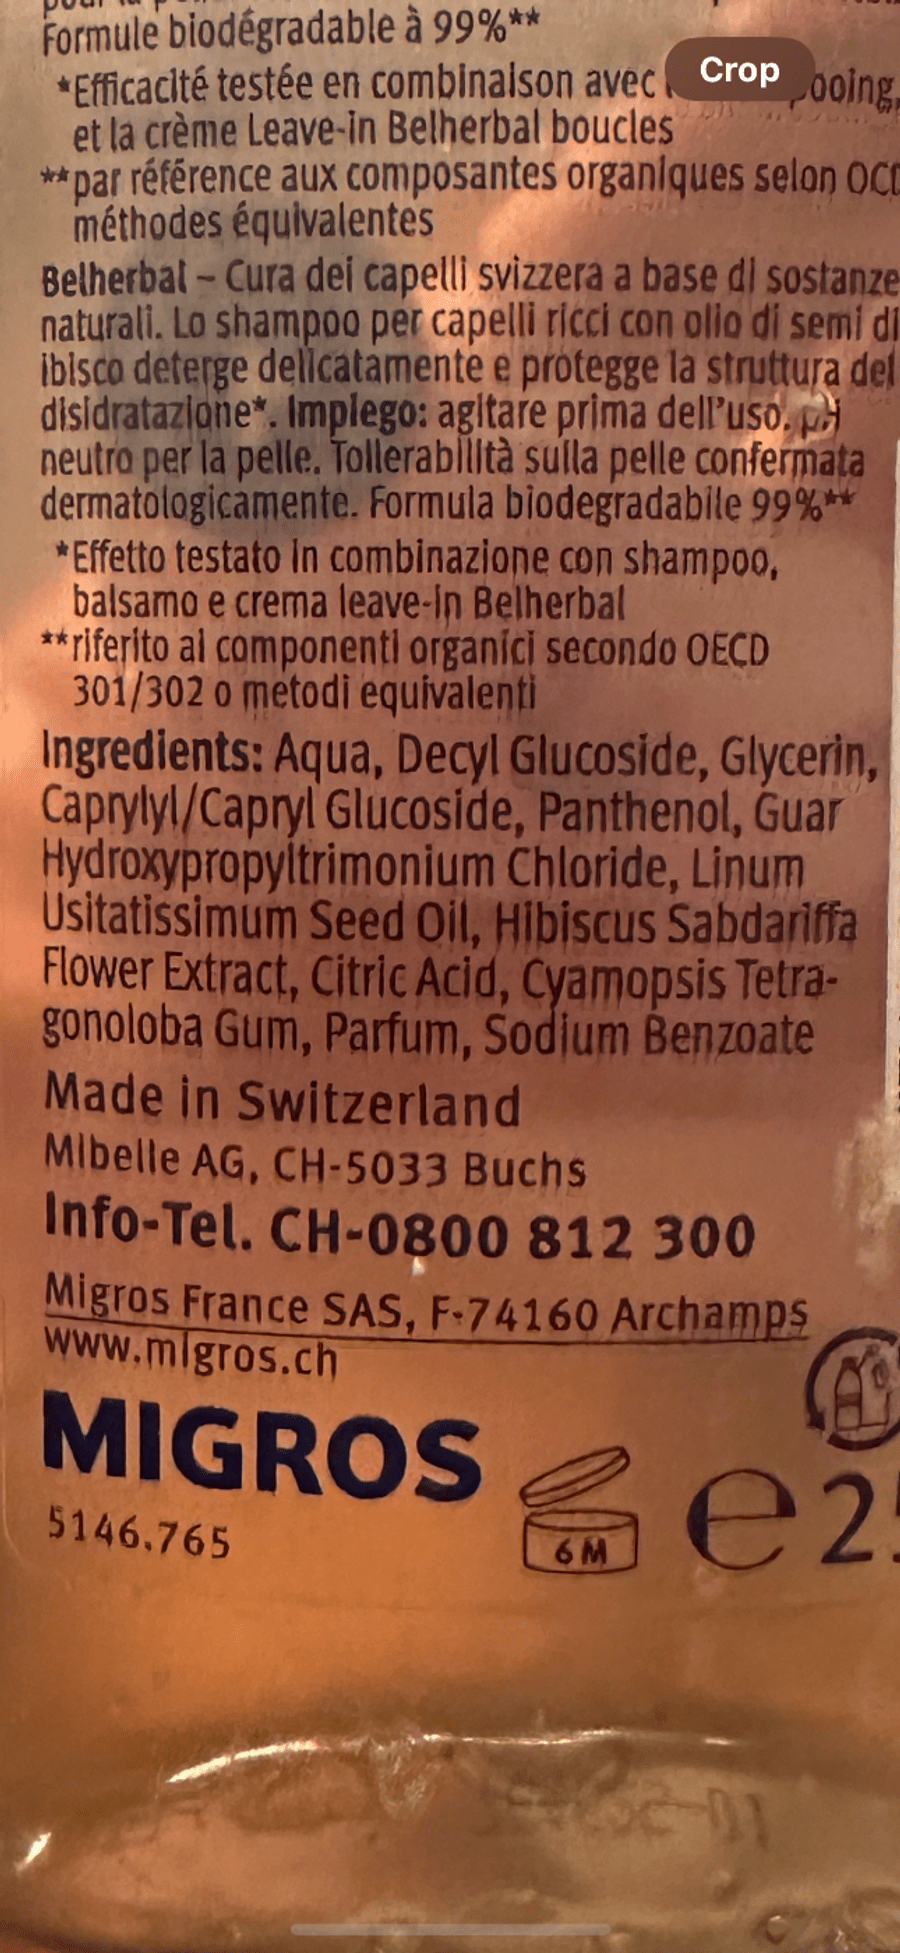 Formule biodégradable à 99%**
*Efficacité testée en combinaison avec
et la crème Leave-in Belherbal boucles
**par référence aux composantes organiques selon
méthodes équivalentes
Belherbal – Cura dei capelli svizzera a base di sostanze
naturali. Lo shampoo per capelli ricci con olio di semi di
ibisco deterge delicatamente e protegge la struttura
disidratazione*. Impiego: agitare prima dell'uso. pH
neutro per la pelle. Tollerabilità sulla pelle confermata
dermatologicamente. Formula biodegradabile 99%**
*Effetto testato in combinazione con shampoo,
balsamo e crema leave-in Belherbal
**riferito ai componenti organici secondo OECD
301/302 o metodi equivalenti
Ingredients: Aqua, Decyl Glucoside, Glycerin,
Caprylyl/Capryl Glucoside, Panthenol, Guar
Hydroxypropyltrimonium Chloride, Linum
Usitatissimum Seed Oil, Hibiscus Sabdariffa
Flower Extract, Citric Acid, Cyamopsis Tetra-
gonoloba Gum, Parfum, Sodium Benzoate
Made in Switzerland
Mibelle AG, CH-5033 Buchs
Info-Tel. CH-0800 812 300
Migros France SAS, F-74160 Archamps
www.migros.ch
MIGROS
5146.765
6 M
e
Crop